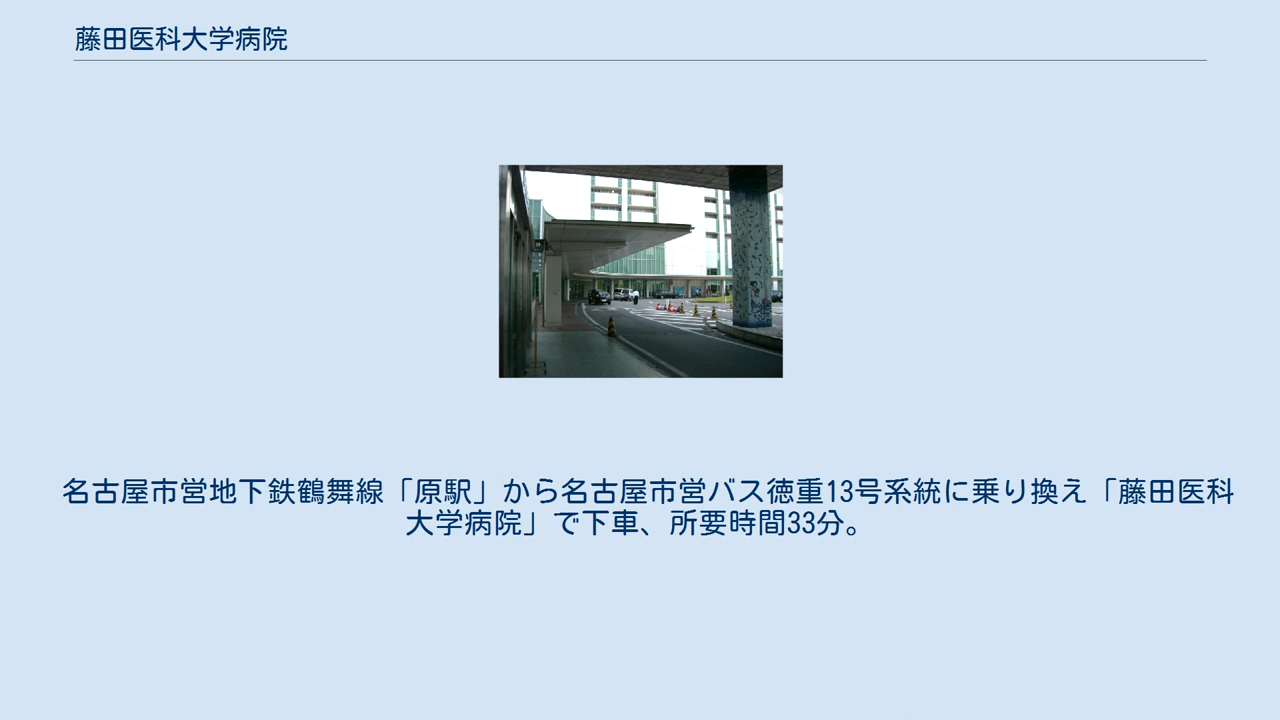 藤田医科大学病院
名古屋市営地下鉄鶴舞線「原駅」から名古屋市営バス徳重13号系統に乗り換え「藤田医科
大学病院」で下車、所要時間33分。